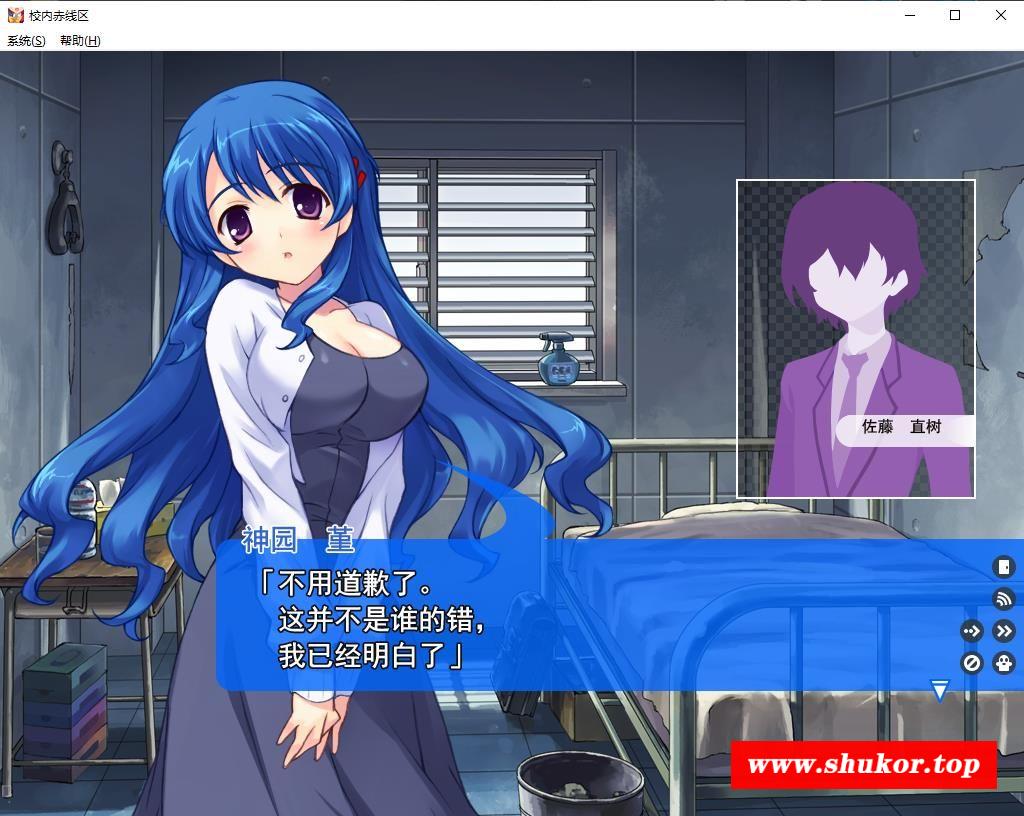 校内赤线区
系统(S) 帮助(H)
佐藤 直树
神园 堇
「不用道歉了。
这并不是谁的错，
我已经明白了」
www.shukor.top